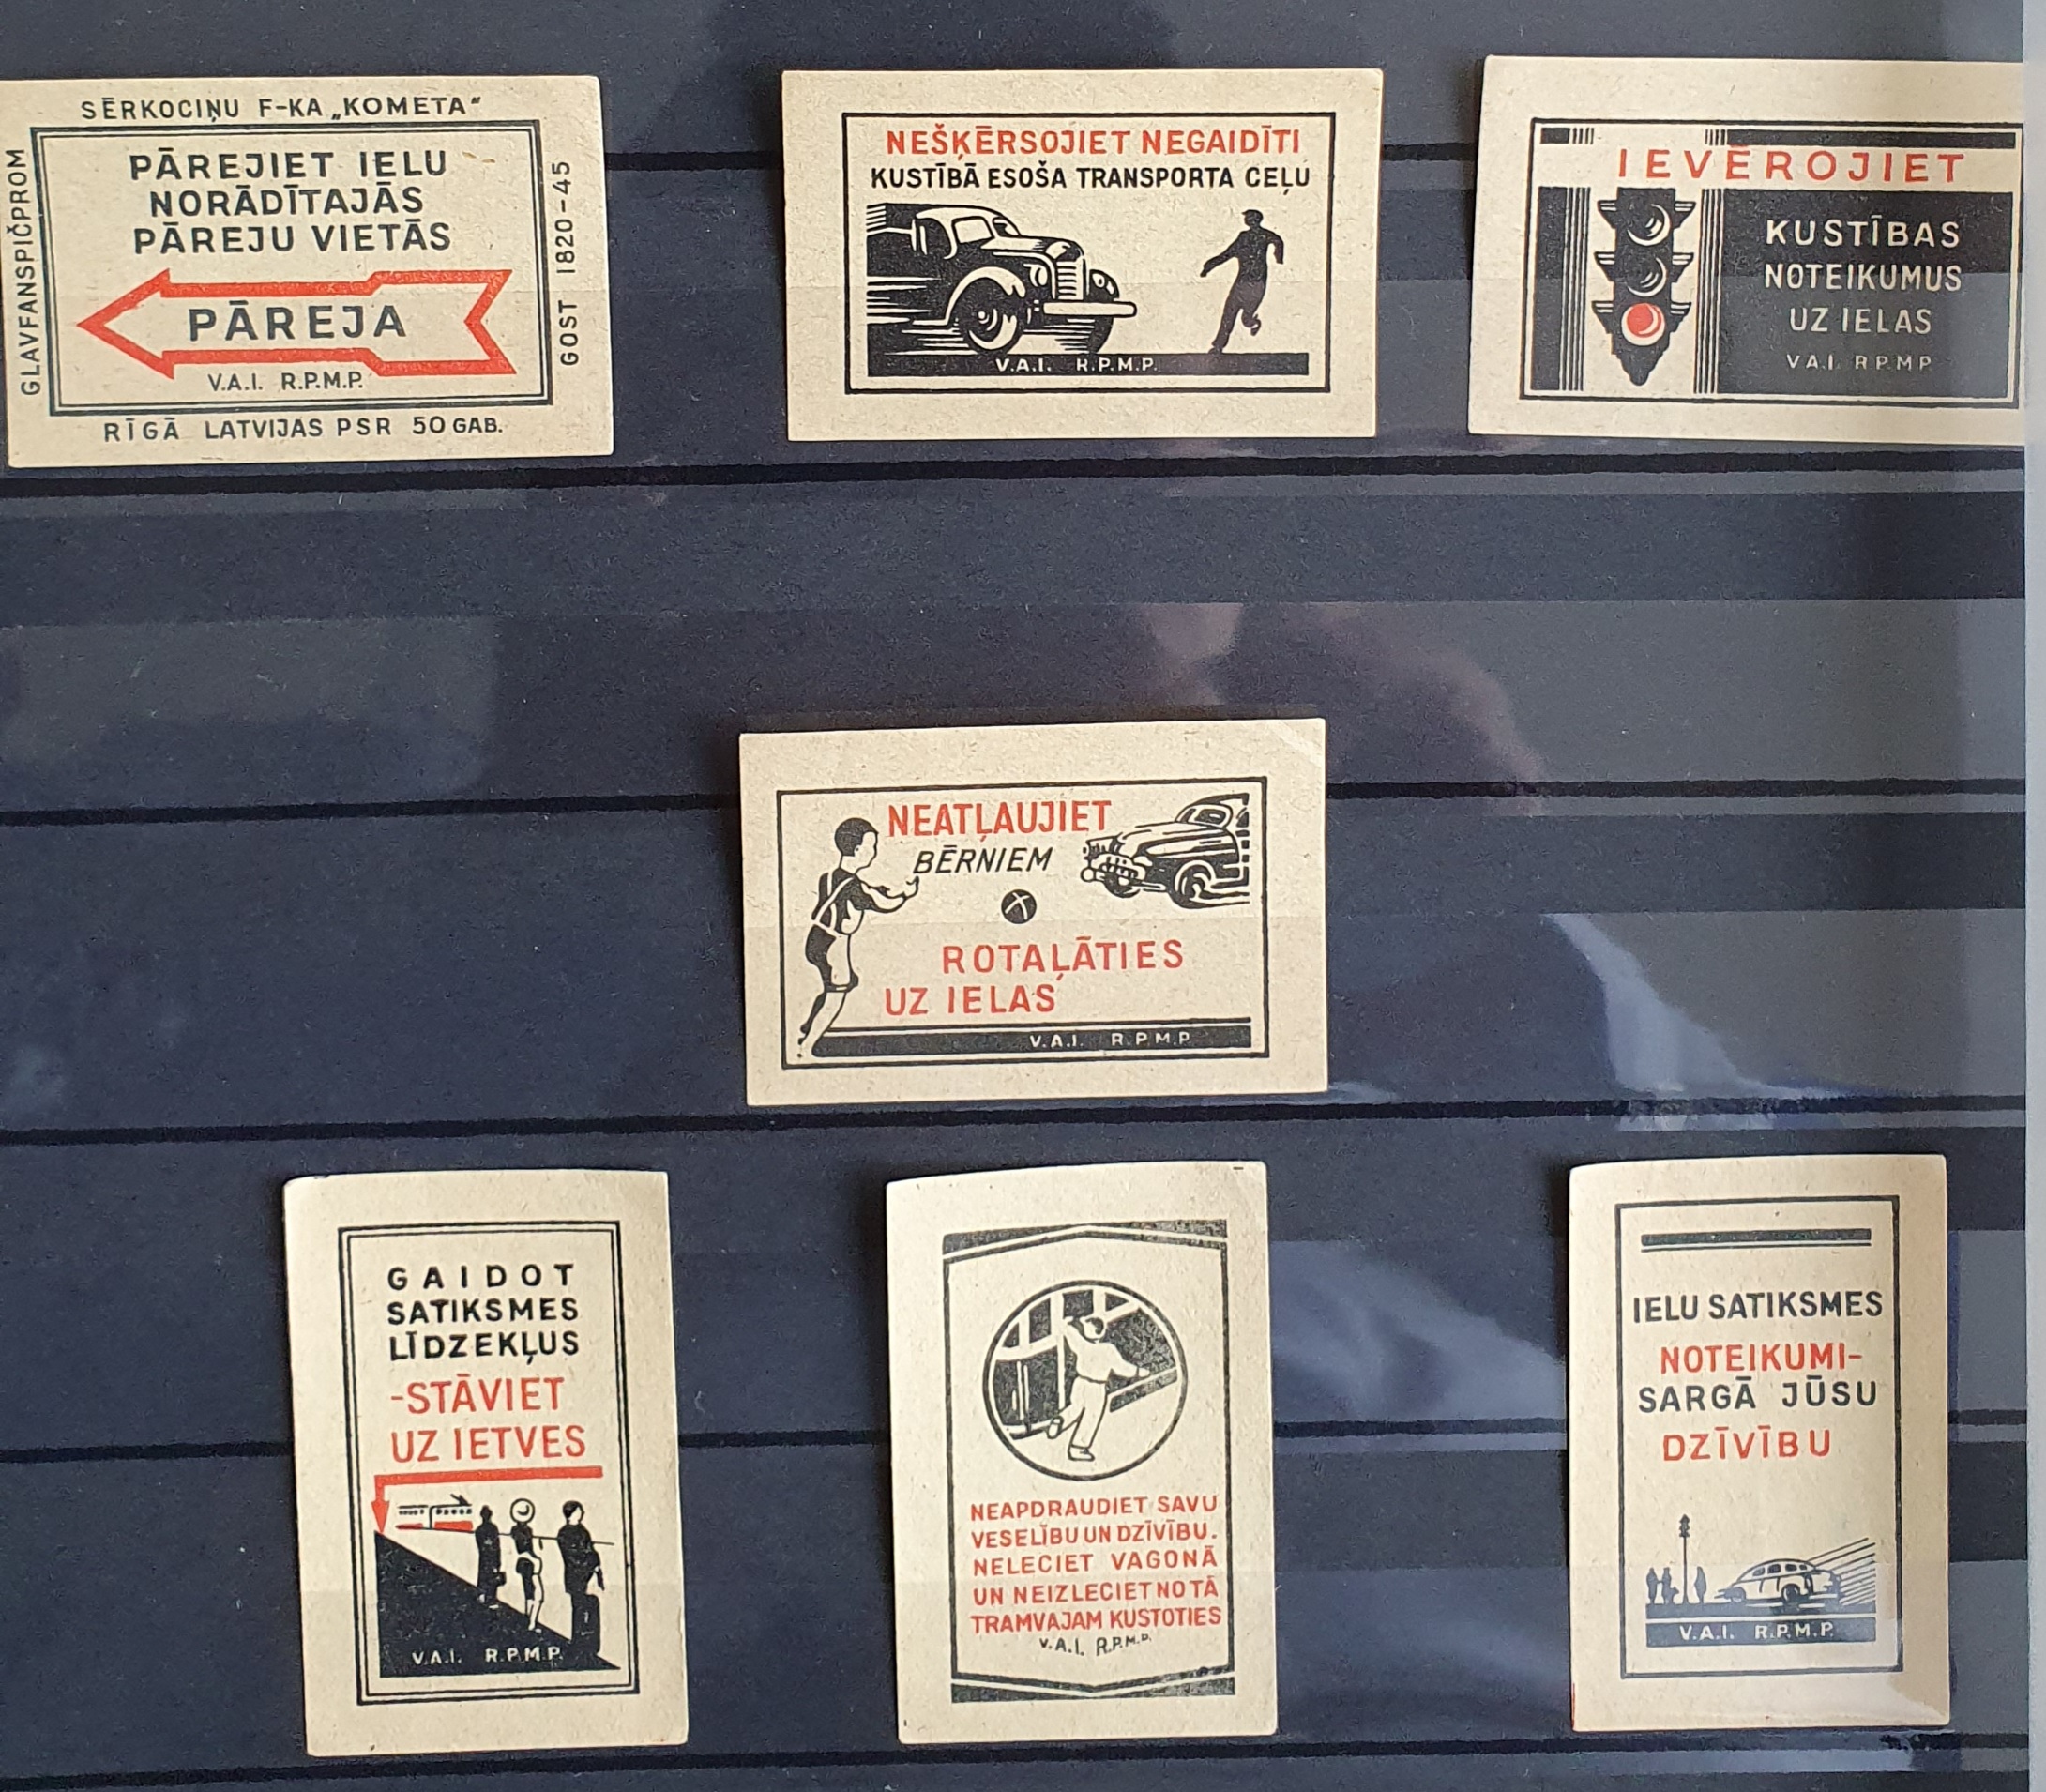 SĒRKOCIŅU F-KA „KOMETA"
GLAVFANSPIČPROM
PĀREJIET IELU
NORĀDĪTAJĀS
PĀREJU VIETĀS
PĀREJA
V.A.I. R.P.M.P.
GOST 1820-45
RĪGĀ LATVIJAS PSR 50 GAB.
NEŠĶĒRSOJIET NEGAIDĪTI
KUSTĪBĀ ESOŠA TRANSPORTA CEĻU
V.A.I. R.P.M.P.
IEVĒROJIET
KUSTĪBAS
NOTEIKUMUS
UZ IELAS
V.A.I. R P M P
NEATĻAUJIET
BĒRNIEM
ROTAĻĀTIES
UZ IELAS
V.A.I. R.P.M.P
GAIDOT
SATIKSMES
LĪDZEKĻUS
-STĀVIET
UZ IETVES
V.A.I. R.P.M.P.
NEAPDRAUDIET SAVU
VESELĪBU UN DZĪVĪBU.
NELECIET VAGONĀ
UN NEIZLECIET NO TĀ
TRAMVAJAM KUSTOTIES
V.A.I. R.P.M.P.
IELU SATIKSMES
NOTEIKUMI-
SARGĀ JŪSU
DZĪVĪBU
V.A.I. R.P.M.P.